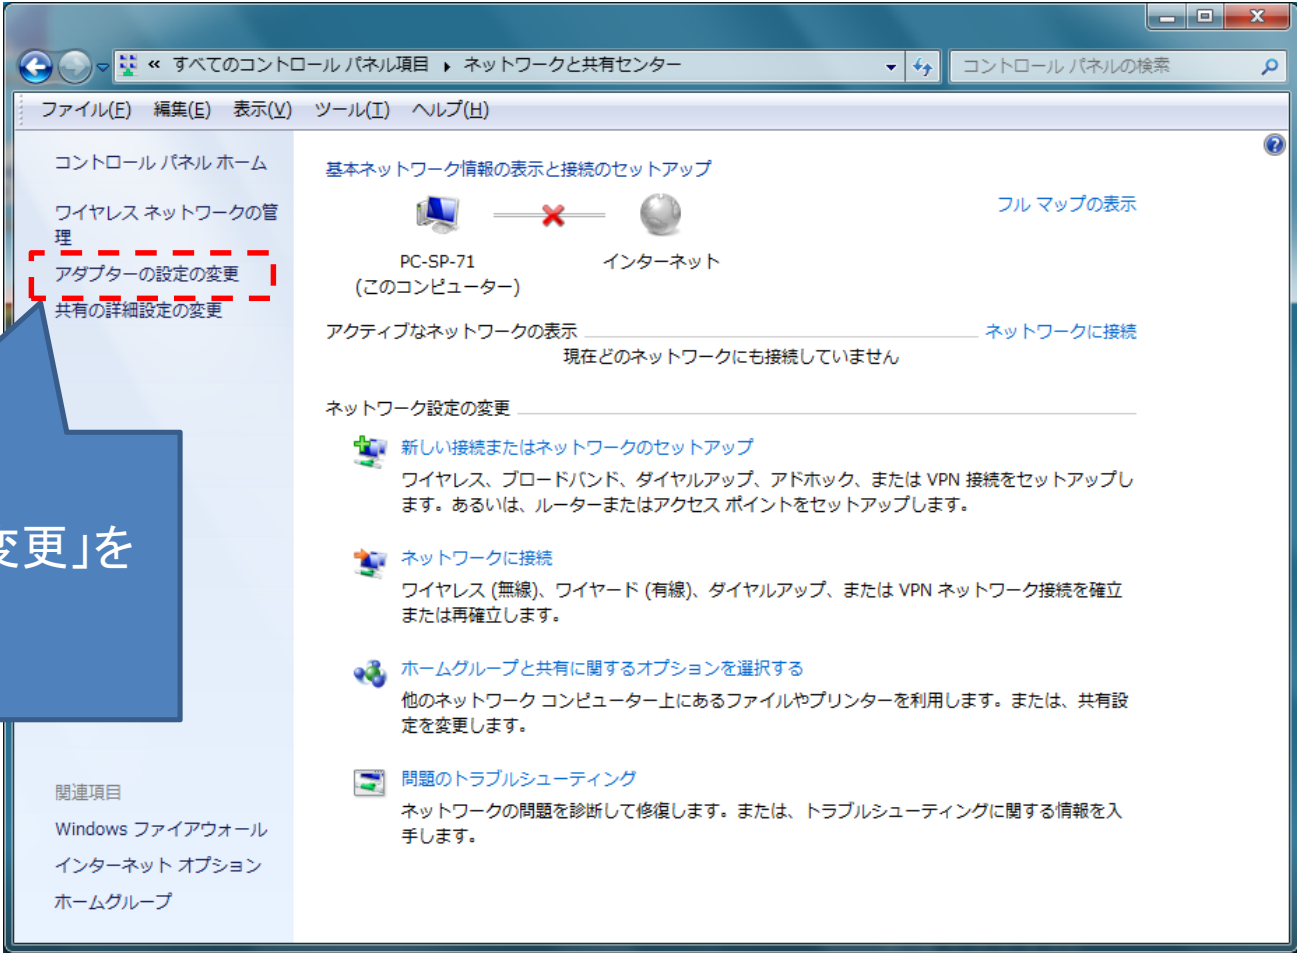 « すべてのコントロール パネル項目 ▸ ネットワークと共有センター
コントロール パネルの検索
ファイル(F) 編集(E) 表示(V) ツール(T) ヘルプ(H)
コントロール パネル ホーム
ワイヤレス ネットワークの管
理
アダプターの設定の変更
共有の詳細設定の変更
変更」を
基本ネットワーク情報の表示と接続のセットアップ
フル マップの表示
PC-SP-71
(このコンピューター)
インターネット
アクティブなネットワークの表示
ネットワークに接続
現在どのネットワークにも接続していません
ネットワーク設定の変更
新しい接続またはネットワークのセットアップ
ワイヤレス、ブロードバンド、ダイヤルアップ、アドホック、または VPN 接続をセットアップし
ます。あるいは、ルーターまたはアクセス ポイントをセットアップします。
ネットワークに接続
ワイヤレス (無線)、ワイヤード (有線)、ダイヤルアップ、または VPN ネットワーク接続を確立
または再確立します。
ホームグループと共有に関するオプションを選択する
他のネットワーク コンピューター上にあるファイルやプリンターを利用します。または、共有設
定を変更します。
問題のトラブルシューティング
ネットワークの問題を診断して修復します。または、トラブルシューティングに関する情報を入
手します。
関連項目
Windows ファイアウォール
インターネット オプション
ホームグループ